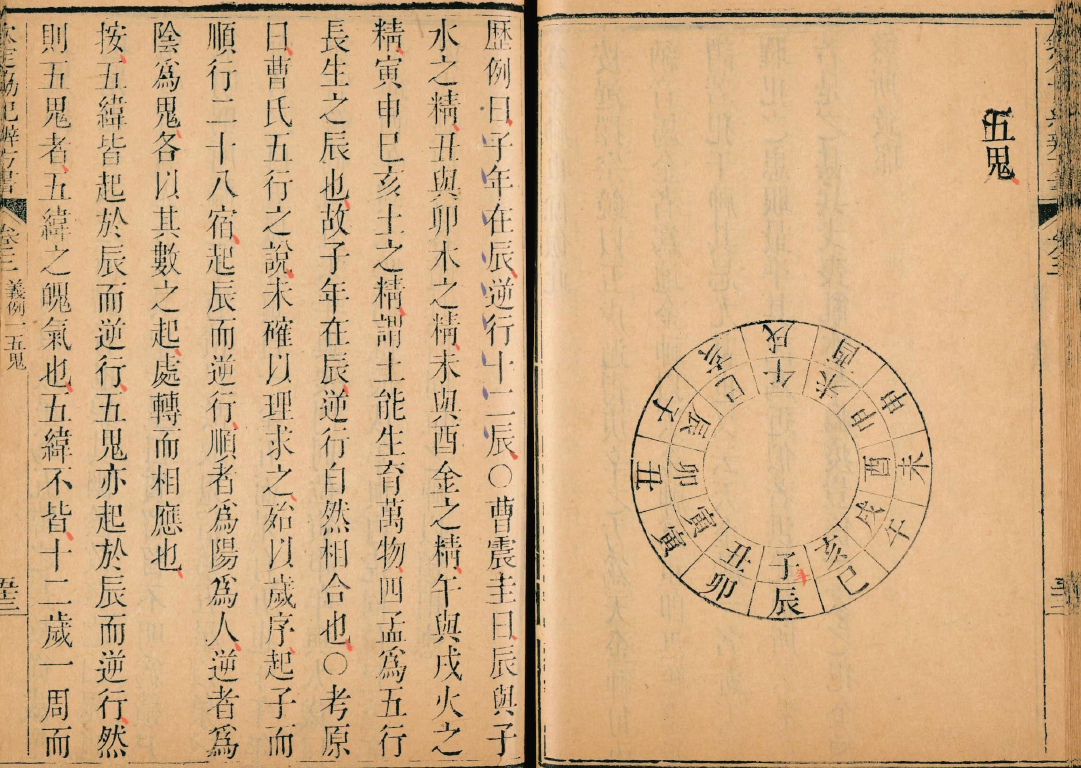 五鬼
子丑寅卯辰巳午未申酉戌亥
辰卯寅丑子亥戌酉申未午巳
歷例曰子年在辰逆行十二辰○曹震圭曰辰與子
水之精丑與卯木之精未與酉金之精午與戌火之
精寅申巳亥土之精謂土能生育萬物四孟爲五行
長生之辰也故子年在辰逆行自然相合也○考原
曰曹氏五行之說未確以理求之殆以歲序起子而
順行二十八宿起辰而逆行順者爲陽爲人逆者爲
陰爲鬼各以其數之起處轉而相應也
按五緯皆起於辰而逆行五鬼亦起於辰而逆行然
則五鬼者五緯之魄氣也五緯不皆十二歲一周而
卷三 義例一 五鬼